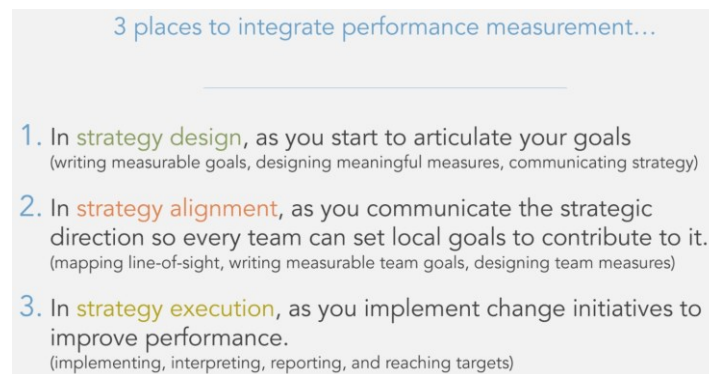 3 places to integrate performance measurement...
1. In strategy design, as you start to articulate your goals
(writing measurable goals, designing meaningful measures, communicating strategy)
2. In strategy alignment, as you communicate the strategic
direction so every team can set local goals to contribute to it.
(mapping line-of-sight, writing measurable team goals, designing team measures)
3. In strategy execution, as you implement change initiatives to
improve performance.
(implementing, interpreting, reporting, and reaching targets)